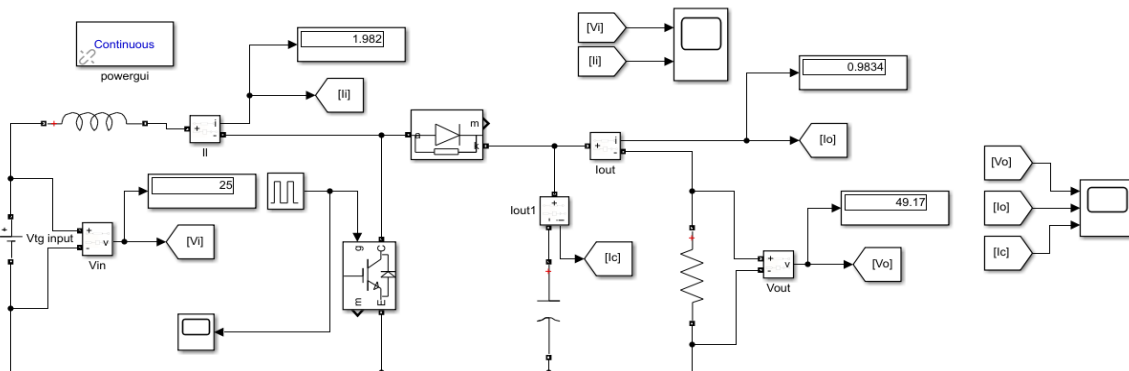 Continuous
powergui
1.982
[Ii]
II
+
-
i
[Vi]
[Ii]
0.9834
[Io]
m
a
k
+
-
i
Iout
[Vo]
[Io]
[Ic]
25
Vtg input
+
+
-
v
Vin
[Vi]
g
C
m
E
Iout1
+
[Ic]
49.17
+
-
v
Vout
[Vo]